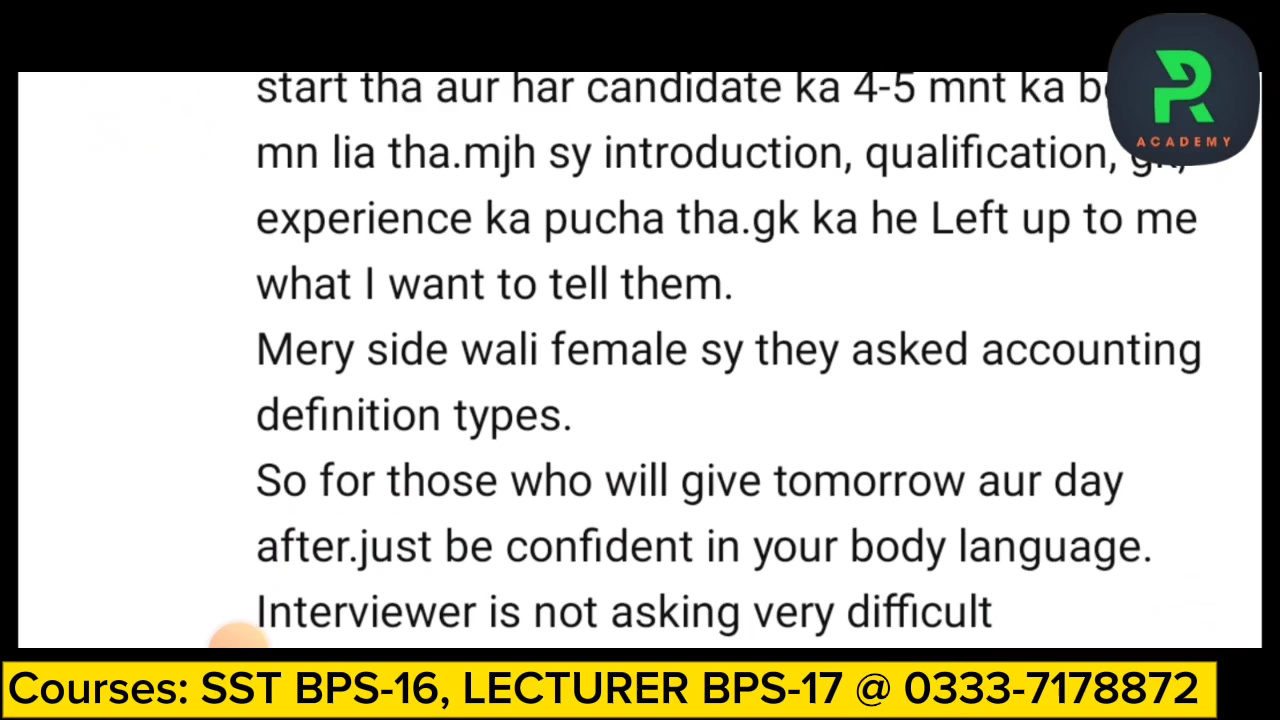 start tha aur har candidate ka 4-5 mnt ka
mn lia tha.mjh sy introduction, qualification, gk,
experience ka pucha tha.gk ka he Left up to me
what I want to tell them.
Mery side wali female sy they asked accounting
definition types.
So for those who will give tomorrow aur day
after.just be confident in your body language.
Interviewer is not asking very difficult
R
ACADEMY
Courses: SST BPS-16, LECTURER BPS-17 @ 0333-7178872